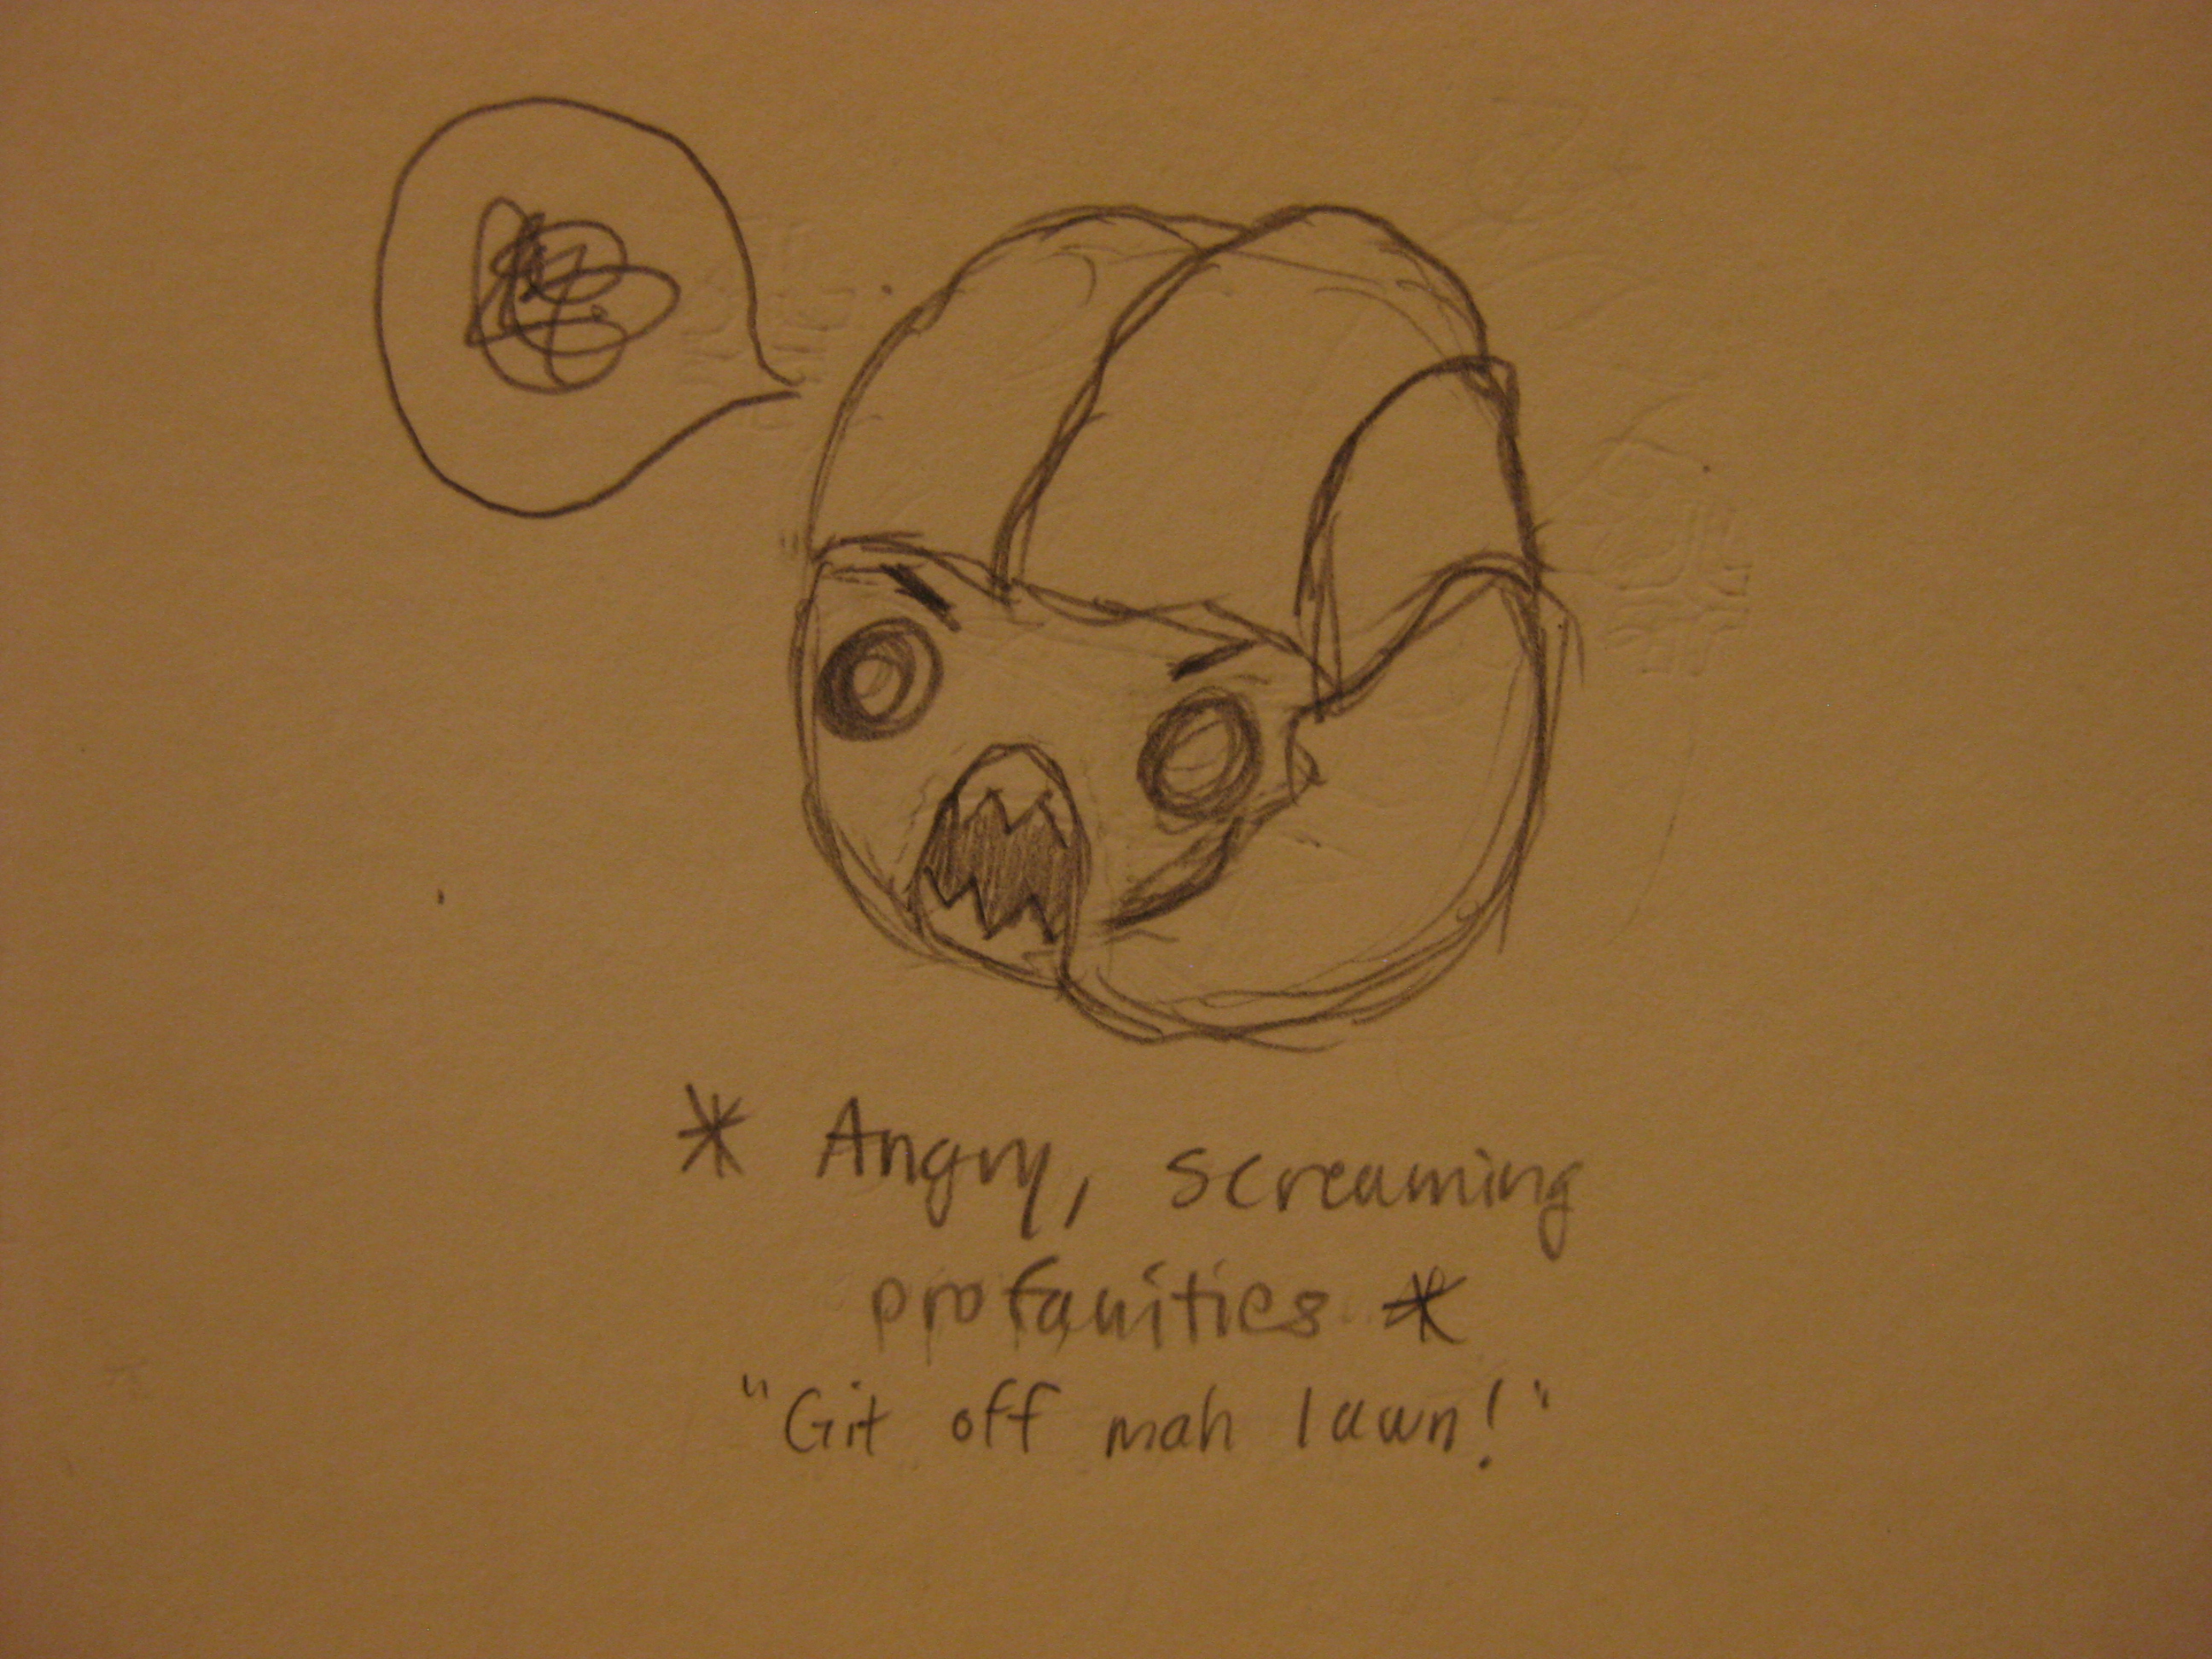 * Angry, screaming
profanities *
"Git off mah lawn!"